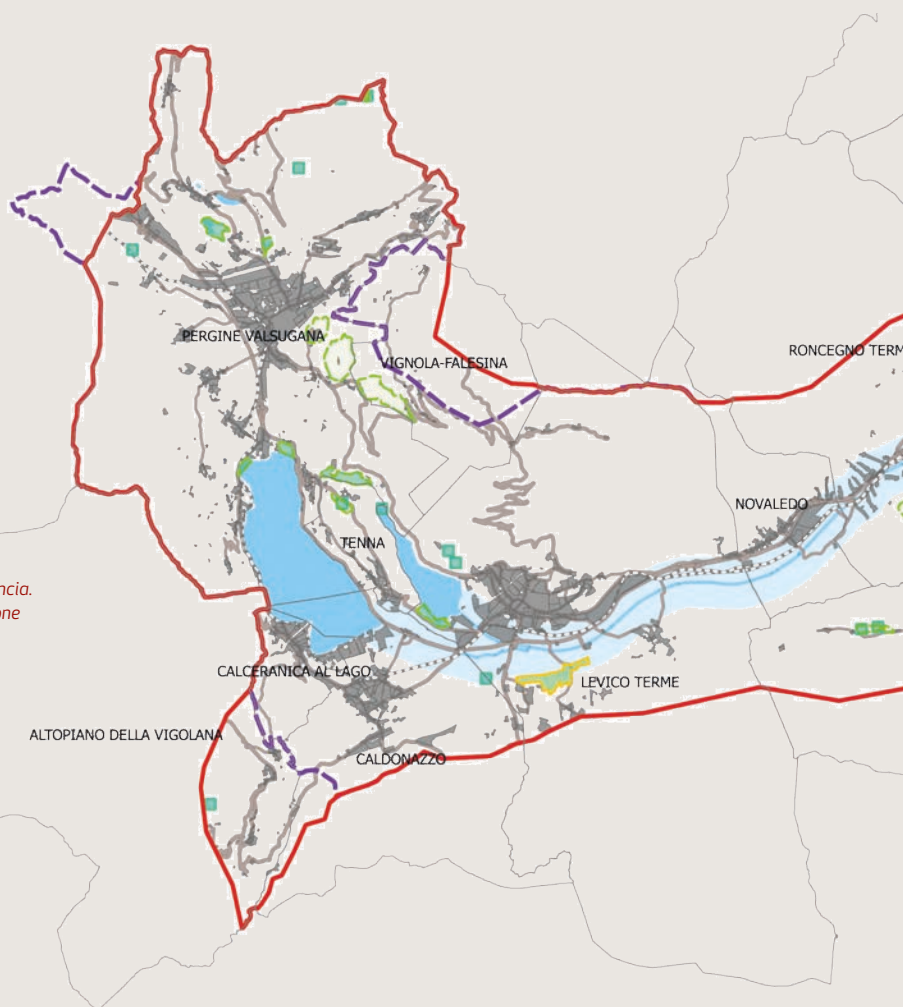 PERGINE VALSUGANA
VIGNOLA-FALESINA
RONCEGNO TERM
NOVALEDO
TENNA
ncia.
one
CALCERANICA AL LAGO
LEVICO TERME
ALTOPIANO DELLA VIGOLANA
CALDONAZZO